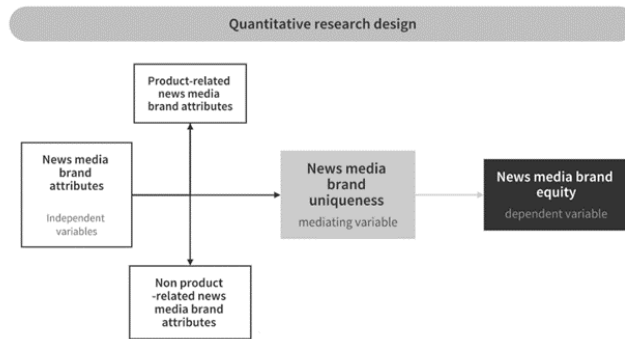 Quantitative research design
Product-related
news media
brand attributes
News media
brand
attributes
Independent
variables
News media
brand
uniqueness
mediating variable
News media brand
equity
dependent variable
Non product
-related news
media brand
attributes